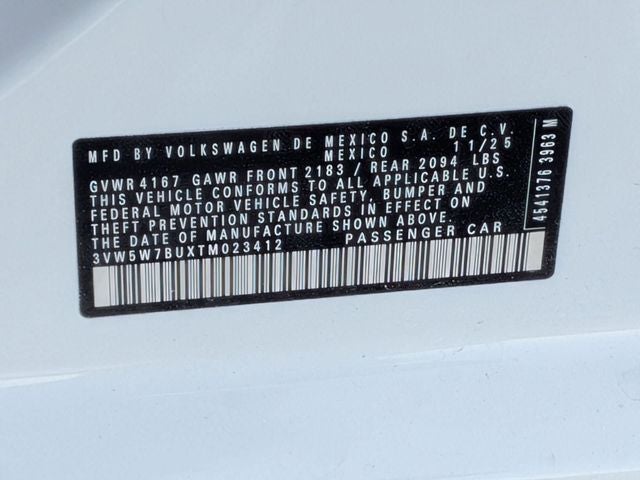 MFD BY VOLKSWAGEN DE MEXICO S.A. DE C.V.
MEXICO 11/25
GVWR 4167 GAWR FRONT 2183 / REAR 2094 LBS
THIS VEHICLE CONFORMS TO ALL APPLICABLE U.S.
FEDERAL MOTOR VEHICLE SAFETY, BUMPER AND
THEFT PREVENTION STANDARDS IN EFFECT ON
THE DATE OF MANUFACTURE SHOWN ABOVE.
3VW5W7BUXTM023412 PASSENGER CAR
4541376 3963 M